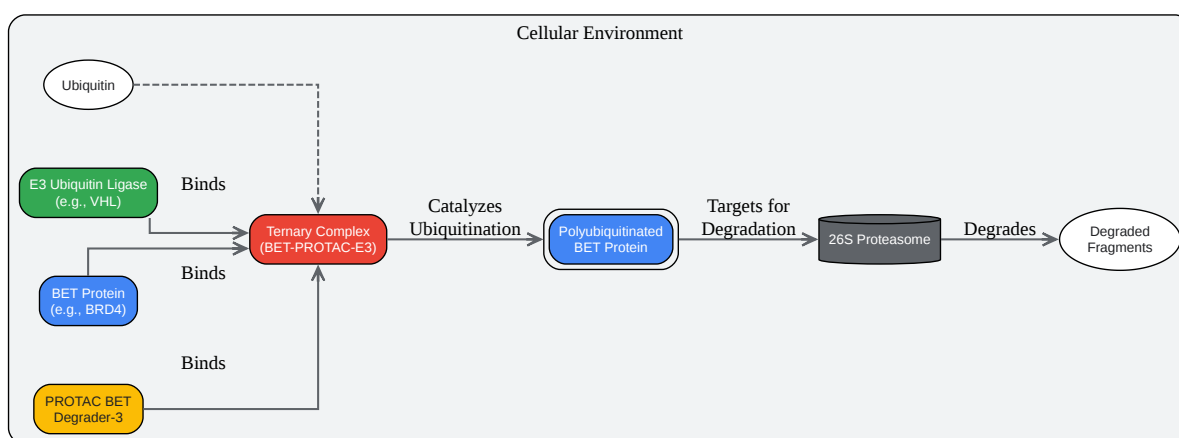 Cellular Environment
Ubiquitin
E3 Ubiquitin Ligase
(e.g., VHL)
Binds
BET Protein
(e.g., BRD4)
Binds
PROTAC BET
Degrader-3
Binds
Ternary Complex
(BET-PROTAC-E3)
Catalyzes
Ubiquitination
Polyubiquitinated
BET Protein
Targets for
Degradation
26S Proteasome
Degrades
Degraded
Fragments